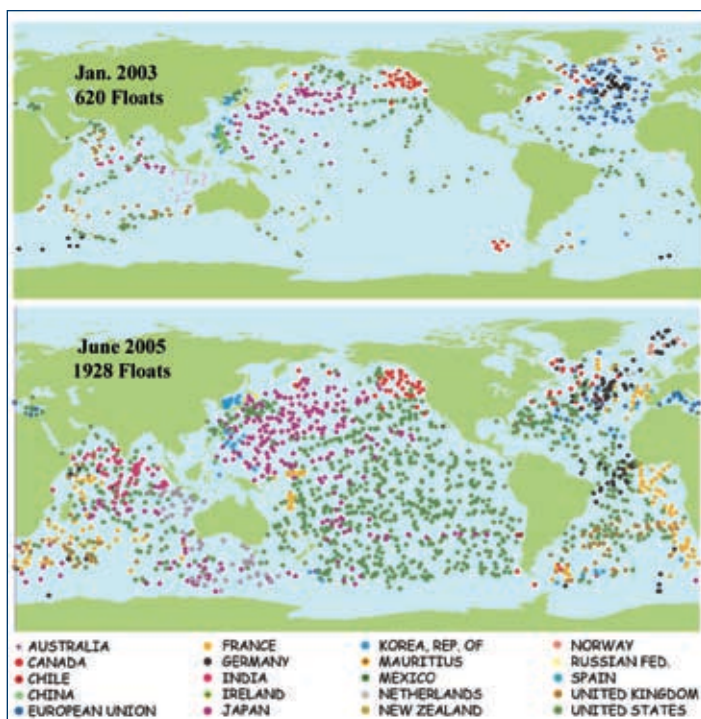 Jan. 2003
620 Floats
June 2005
1928 Floats
AUSTRALIA
CANADA
CHILE
CHINA
EUROPEAN UNION
FRANCE
GERMANY
INDIA
IRELAND
JAPAN
KOREA, REP. OF
MAURITIUS
MEXICO
NETHERLANDS
NEW ZEALAND
NORWAY
RUSSIAN FED.
SPAIN
UNITED KINGDOM
UNITED STATES